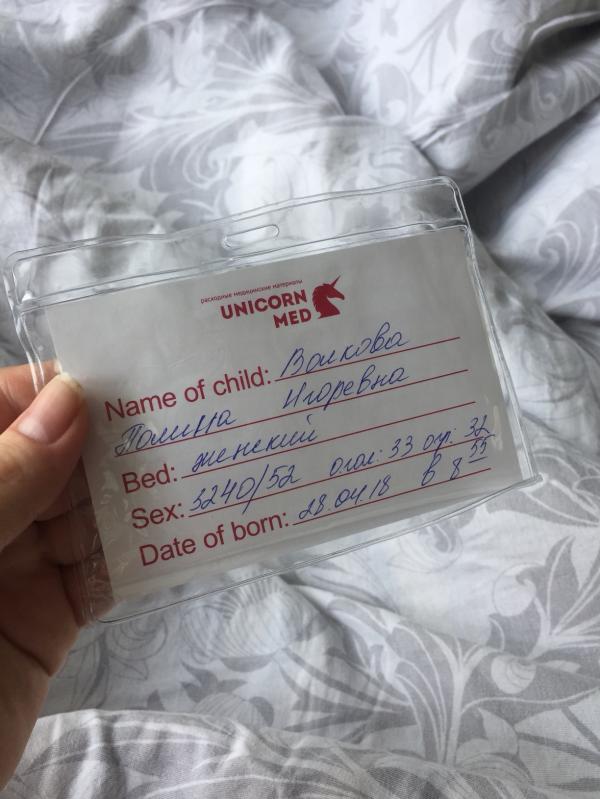 расходные медицинские материалы
UNICORN
MED
Name of child: Волкова
Полина Игоревна
Bed: женский
Sex: 3240/52 огол: 33 огр: 32
Date of born: 28.04.18 в 8 55